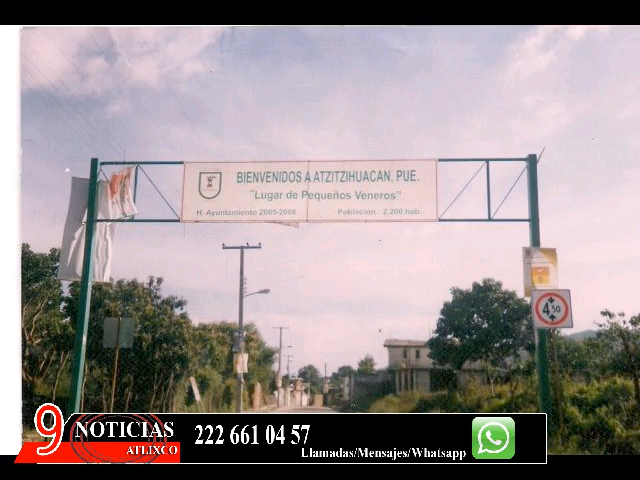 BIENVENIDOS A ATZITZIHUACAN. PUE.
"Lugar de Pequeños Veneros"
H. Ayuntamiento 2005-2008 Población : 2,200 hab.
4.50
9 NOTICIAS
ATLIXCO
222 661 04 57
Llamadas/Mensajes/Whatsapp